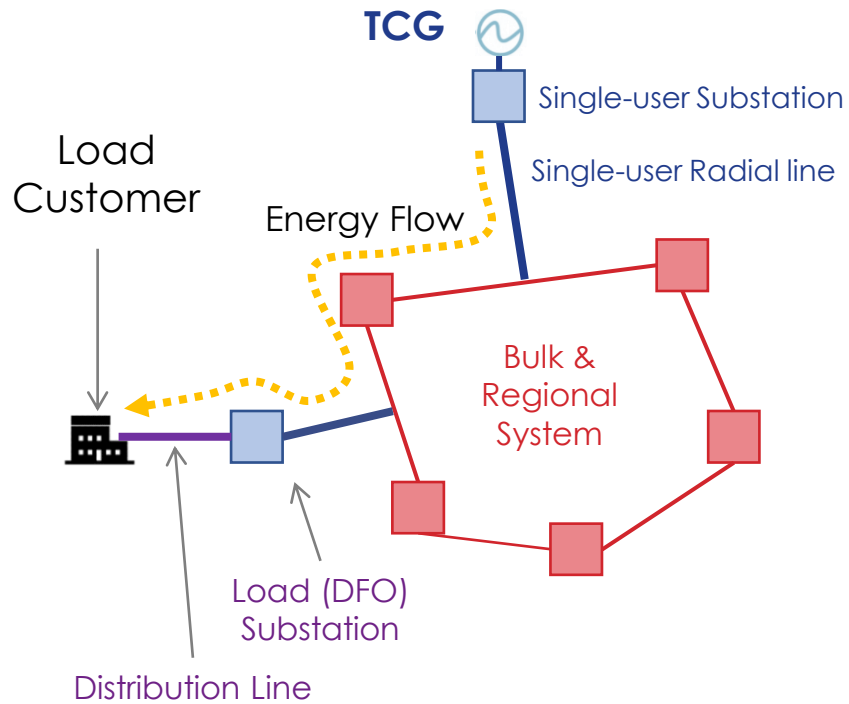 TCG
Single-user Substation
Load
Customer
Single-user Radial line
Energy Flow
Bulk &
Regional
System
Load (DFO)
Substation
Distribution Line